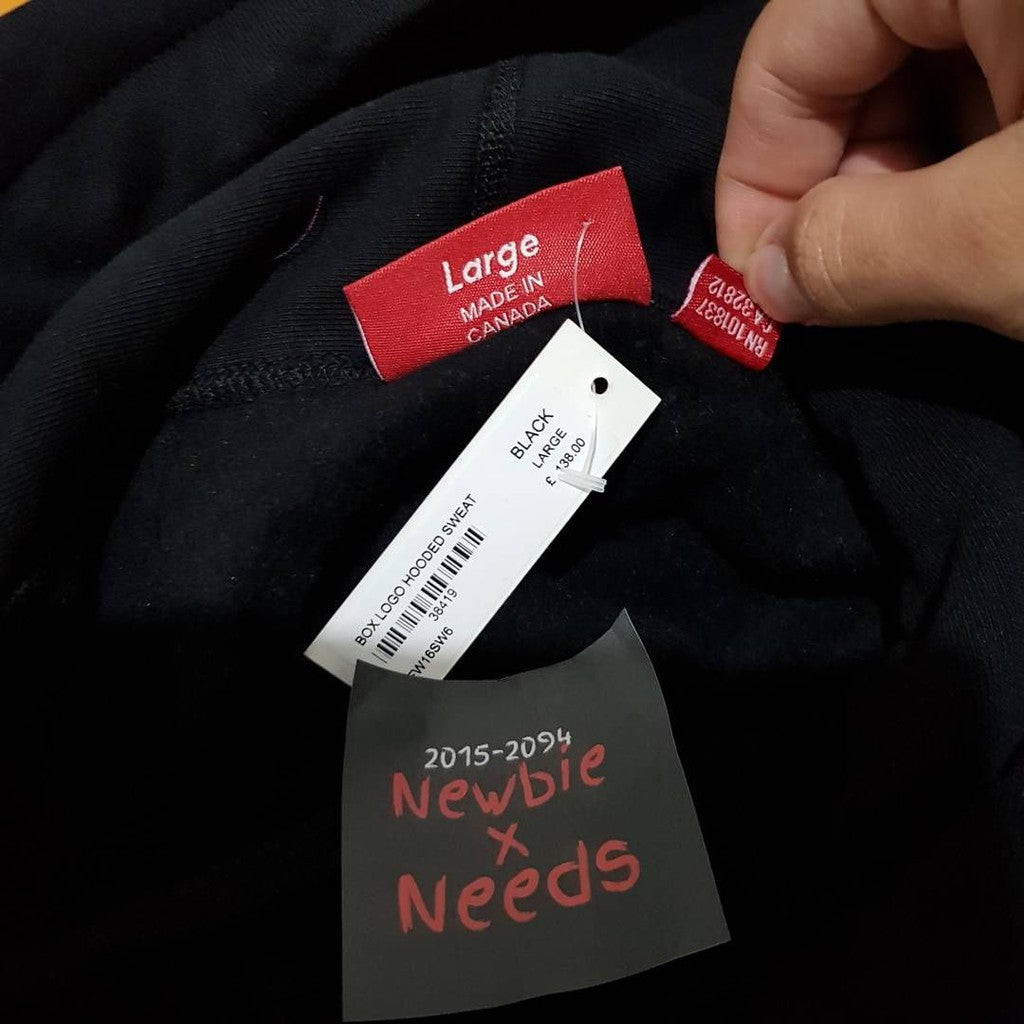 Large
MADE IN
CANADA
RN101837
CA32812
BLACK
LARGE
£ 138.00
BOX LOGO HOODED SWEAT
38419
FW16SW6
2015-2094
Newbie
x
Needs